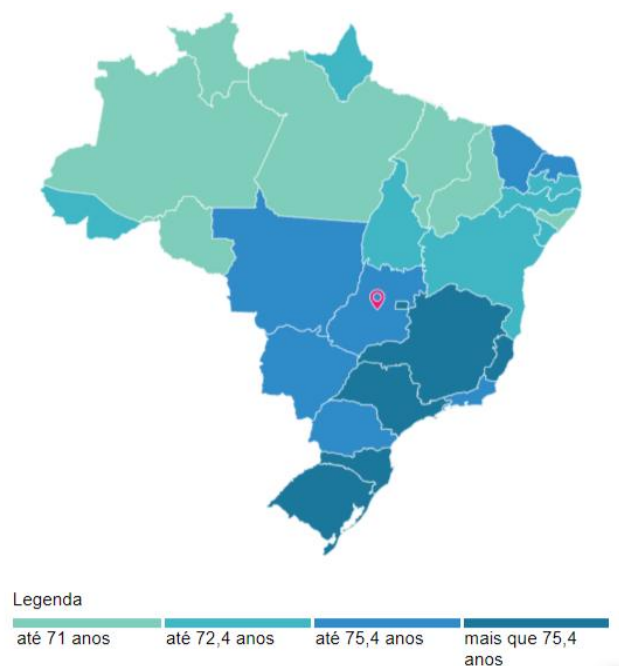 Legenda
até 71 anos
até 72,4 anos
até 75,4 anos
mais que 75,4
anos